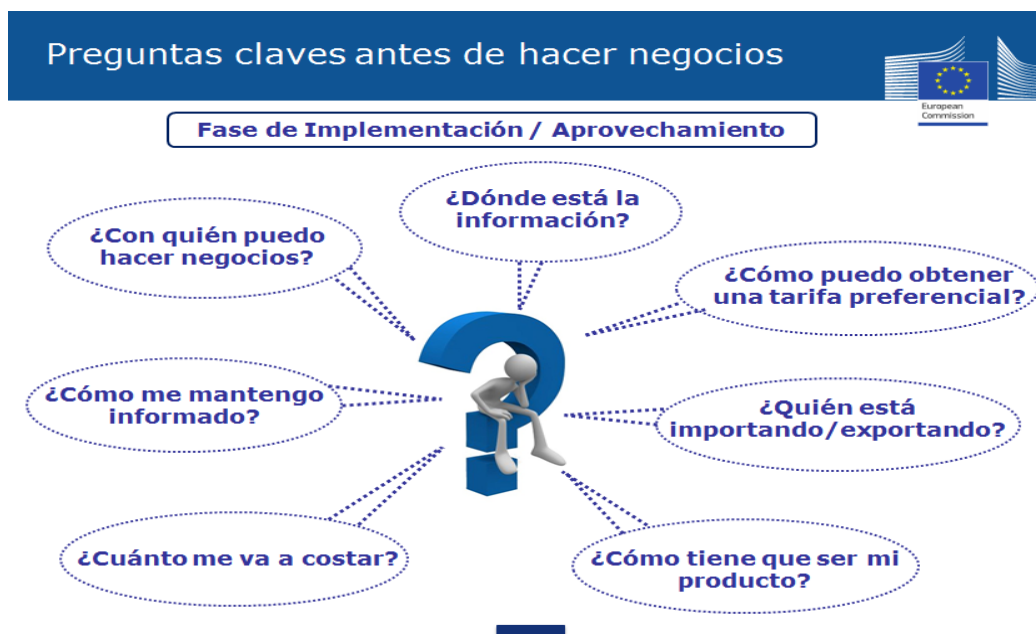 Preguntas claves antes de hacer negocios
European
Commission
Fase de Implementación / Aprovechamiento
¿Dónde está la
información?
¿Con quién puedo
hacer negocios?
¿Cómo puedo obtener
una tarifa preferencial?
¿Cómo me mantengo
informado?
¿Quién está
importando/exportando?
¿Cuánto me va a costar?
¿Cómo tiene que ser mi
producto?